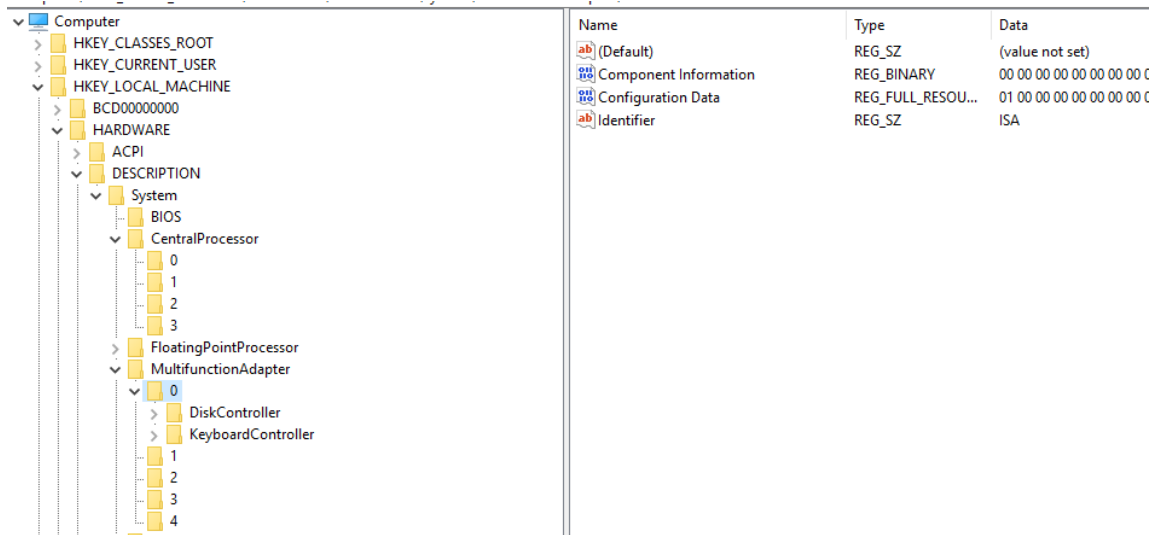 Computer
HKEY_CLASSES_ROOT
HKEY_CURRENT_USER
HKEY_LOCAL_MACHINE
BCD00000000
HARDWARE
ACPI
DESCRIPTION
System
BIOS
CentralProcessor
0
1
2
3
FloatingPointProcessor
MultifunctionAdapter
0
DiskController
KeyboardController
1
2
3
4
Name Type Data
(Default) REG_SZ (value not set)
Component Information REG_BINARY 00 00 00 00 00 00 00 0
Configuration Data REG_FULL_RESOU... 01 00 00 00 00 00 00 0
Identifier REG_SZ ISA